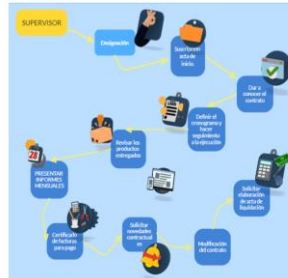 SUPERVISOR
Designación
Suscripción
acta de
inicio
Dar a
conocer el
contrato
Definir el
cronograma y
hacer
seguimiento
a la ejecución
Revisar los
productos
entregados
28
PRESENTAR
INFORMES
MENSUALES
Certificado
de facturas
para pago
Solicitar
novedades
contractual
es
Modificación
del contrato
Solicitar
elaboración
de acta de
liquidación